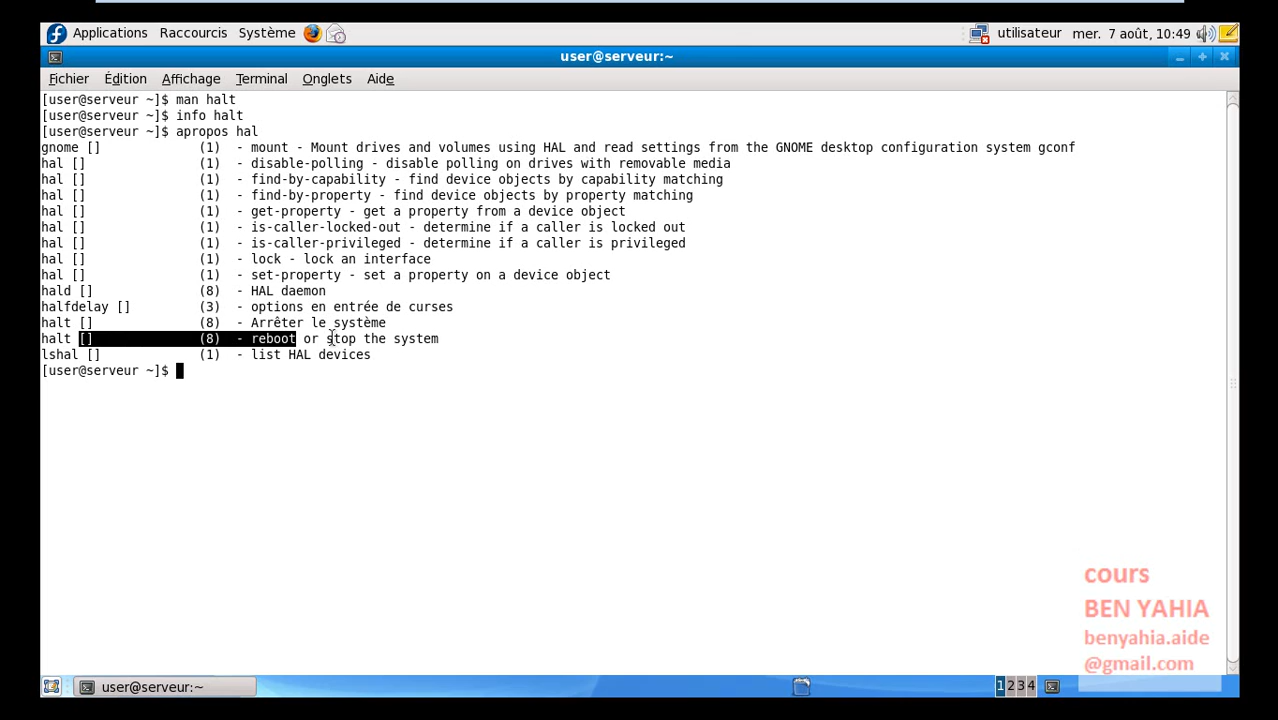 Applications Raccourcis Système utilisateur mer. 7 août, 10:49
user@serveur:~
Fichier Édition Affichage Terminal Onglets Aide
[user@serveur ~]$ man halt
[user@serveur ~]$ info halt
[user@serveur ~]$ apropos hal
gnome [] (1) - mount - Mount drives and volumes using HAL and read settings from the GNOME desktop configuration system gconf
hal [] (1) - disable-polling - disable polling on drives with removable media
hal [] (1) - find-by-capability - find device objects by capability matching
hal [] (1) - find-by-property - find device objects by property matching
hal [] (1) - get-property - get a property from a device object
hal [] (1) - is-caller-locked-out - determine if a caller is locked out
hal [] (1) - is-caller-privileged - determine if a caller is privileged
hal [] (1) - lock - lock an interface
hal [] (1) - set-property - set a property on a device object
hald [] (8) - HAL daemon
halfdelay [] (3) - options en entrée de curses
halt [] (8) - Arrêter le système
halt [] (8) - reboot or stop the system
lshal [] (1) - list HAL devices
[user@serveur ~]$
cours
BEN YAHIA
benyahia.aide
@gmail.com
user@serveur:~ 1 2 3 4